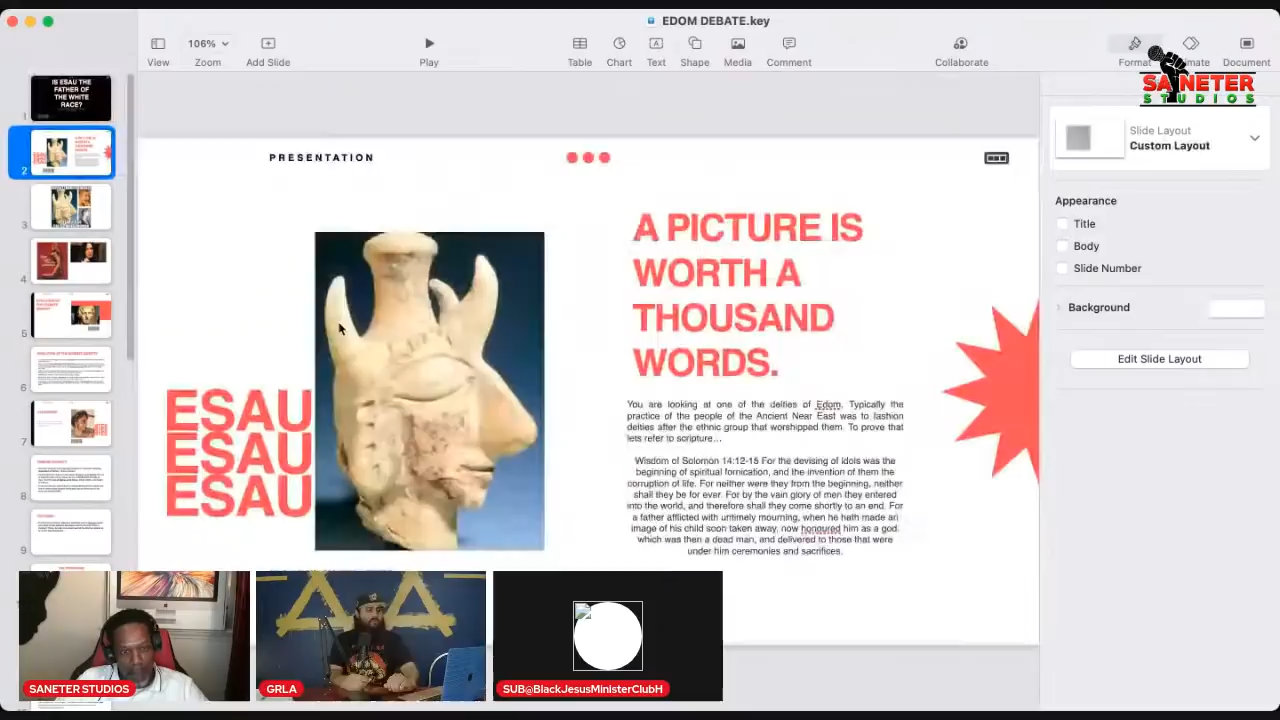 EDOM DEBATE.key
View
106%
Zoom
Add Slide
Play
Table
Chart
Text
Shape
Media
Comment
Collaborate
Format
Document
SANETER
STUDIOS
IS ESAU THE
FATHER OF
THE WHITE
RACE?
1
2
3
4
5
6
7
8
9
PRESENTATION
A PICTURE IS
WORTH A
THOUSAND
WORDS.
ESAU
ESAU
ESAU
You are looking at one of the deities of Edom. Typically the
practice of the people of the Ancient Near East was to fashion
deities after the ethnic group that worshipped them. To prove that
lets refer to scripture...
Wisdom of Solomon 14:12-15 For the devising of idols was the
beginning of spiritual fornication, and the invention of them the
corruption of life. For neither were they from the beginning, neither
shall they be for ever. For by the vain glory of men they entered
into the world, and therefore shall they come shortly to an end. For
a father afflicted with untimely mourning, when he hath made an
image of his child soon taken away, now honoured him as a god,
which was then a dead man, and delivered to those that were
under him ceremonies and sacrifices.
Slide Layout
Custom Layout
Appearance
Title
Body
Slide Number
Background
Edit Slide Layout
SANETER STUDIOS
GRLA
SUB@BlackJesusMinisterClubH